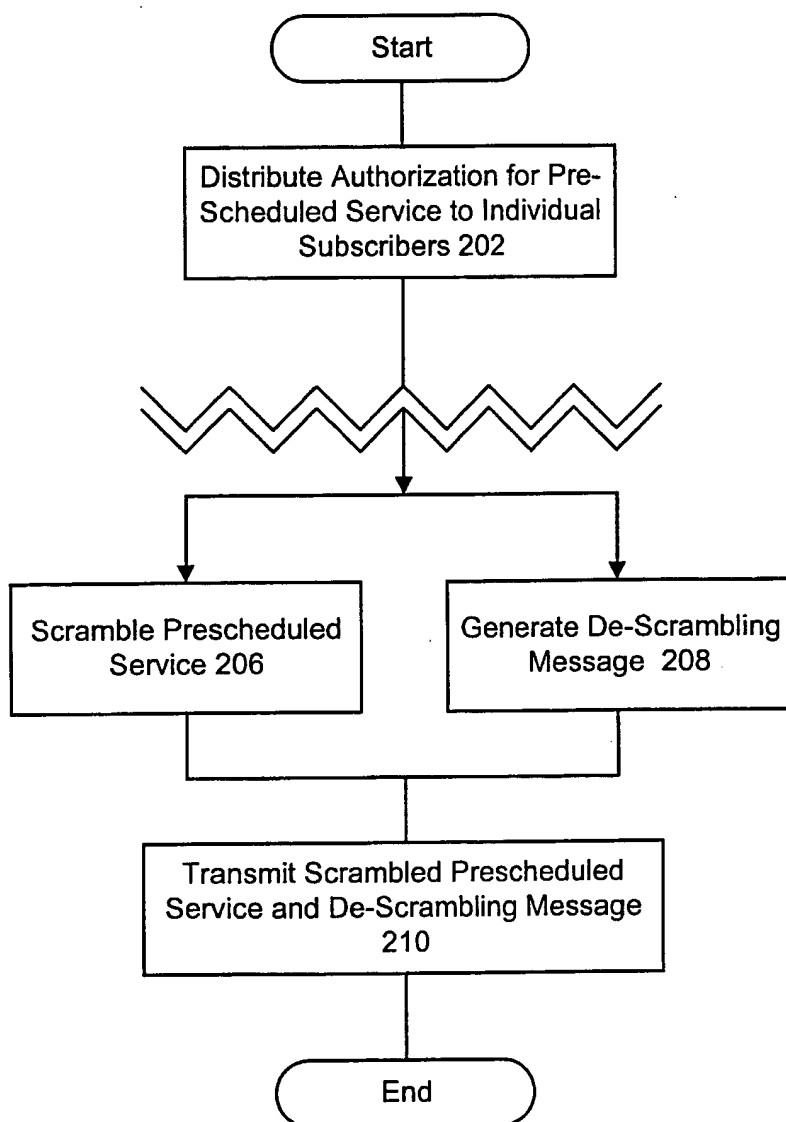 Start
Distribute Authorization for Pre-
Scheduled Service to Individual
Subscribers 202
Scramble Prescheduled
Service 206
Generate De-Scrambling
Message 208
Transmit Scrambled Prescheduled
Service and De-Scrambling Message
210
End